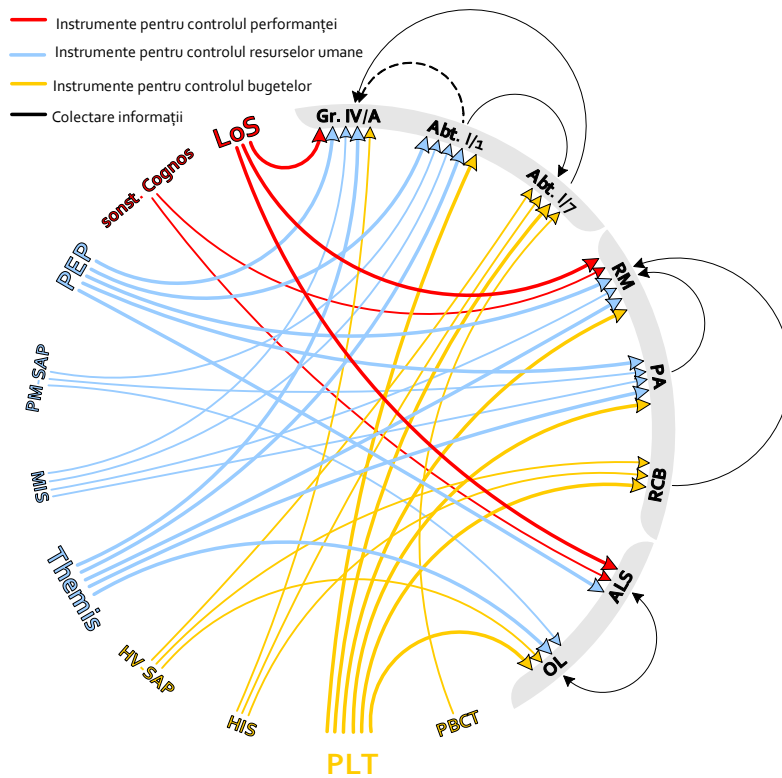 Instrumente pentru controlul performanței
Instrumente pentru controlul resurselor umane
Instrumente pentru controlul bugetelor
Colectare informații
Gr. IV/A
Abt. I/1
Abt. I/7
RM
PA
RCB
ALS
OL
LoS
sonst. Cognos
PEP
PM-SAP
MIS
Themis
HV-SAP
HIS
PLT
PBCT